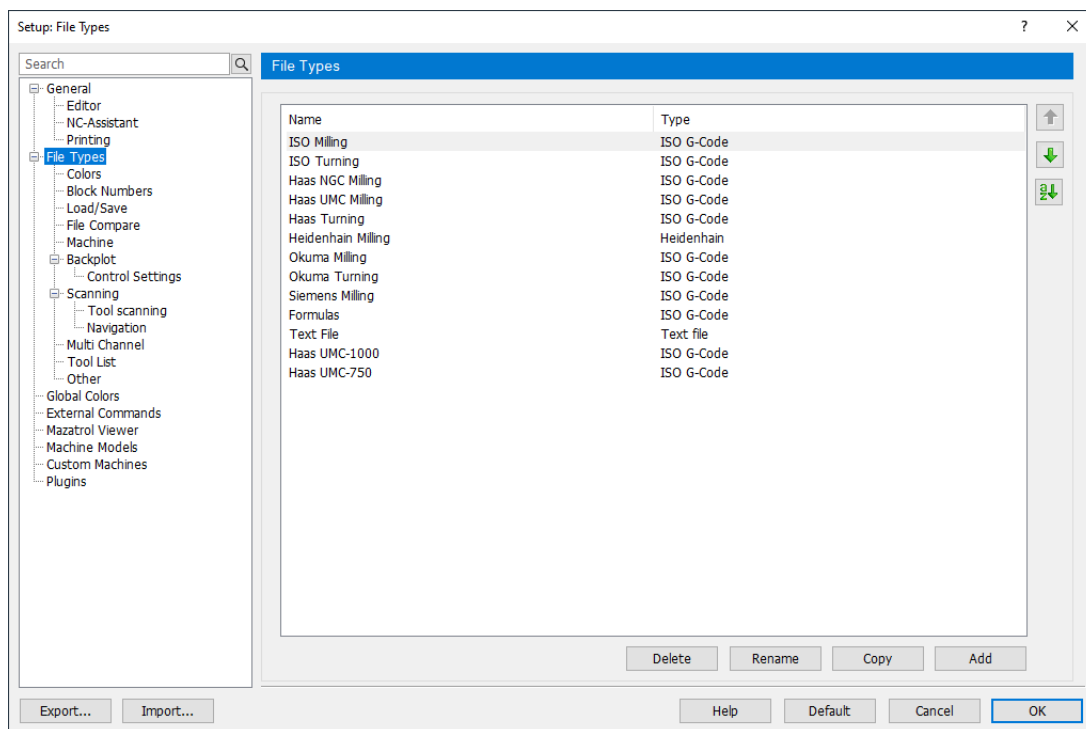 Setup: File Types
?
Search
General
Editor
NC-Assistant
Printing
File Types
Colors
Block Numbers
Load/Save
File Compare
Machine
Backplot
Control Settings
Scanning
Tool scanning
Navigation
Multi Channel
Tool List
Other
Global Colors
External Commands
Mazatrol Viewer
Machine Models
Custom Machines
Plugins
File Types
Name Type
ISO Milling ISO G-Code
ISO Turning ISO G-Code
Haas NGC Milling ISO G-Code
Haas UMC Milling ISO G-Code
Haas Turning ISO G-Code
Heidenhain Milling Heidenhain
Okuma Milling ISO G-Code
Okuma Turning ISO G-Code
Siemens Milling ISO G-Code
Formulas ISO G-Code
Text File Text file
Haas UMC-1000 ISO G-Code
Haas UMC-750 ISO G-Code
a
z
Delete Rename Copy Add
Export... Import... Help Default Cancel OK